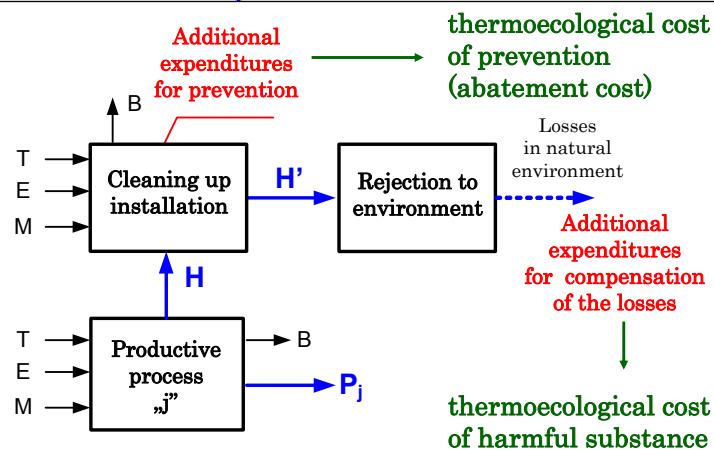 thermoecological cost
of prevention
(abatement cost)
Additional
expenditures
for prevention
B
Losses
in natural
environment
T
E
M
Cleaning up
installation
H’
Rejection to
environment
Additional
expenditures
for compensation
of the losses
H
T
E
M
Productive
process
„j”
B
Pj
thermoecological cost
of harmful substance